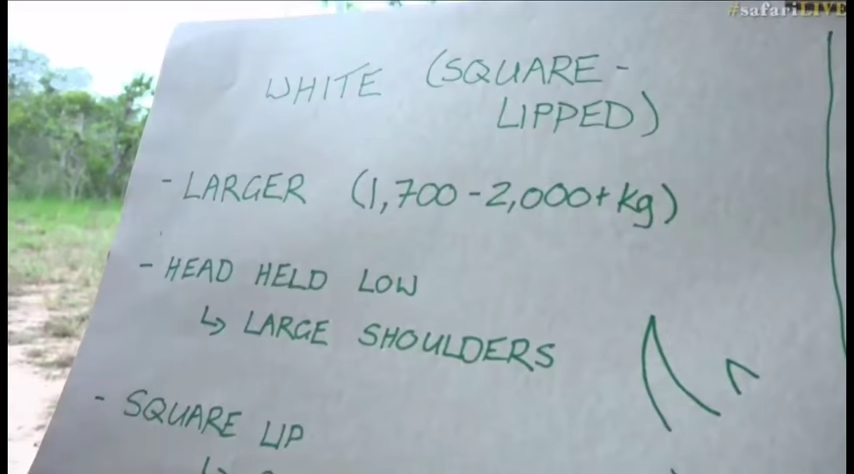 #safariLIVE
WHITE (SQUARE-
LIPPED)
- LARGER (1,700-2,000+ kg)
- HEAD HELD LOW
↳ LARGE SHOULDERS
- SQUARE LIP